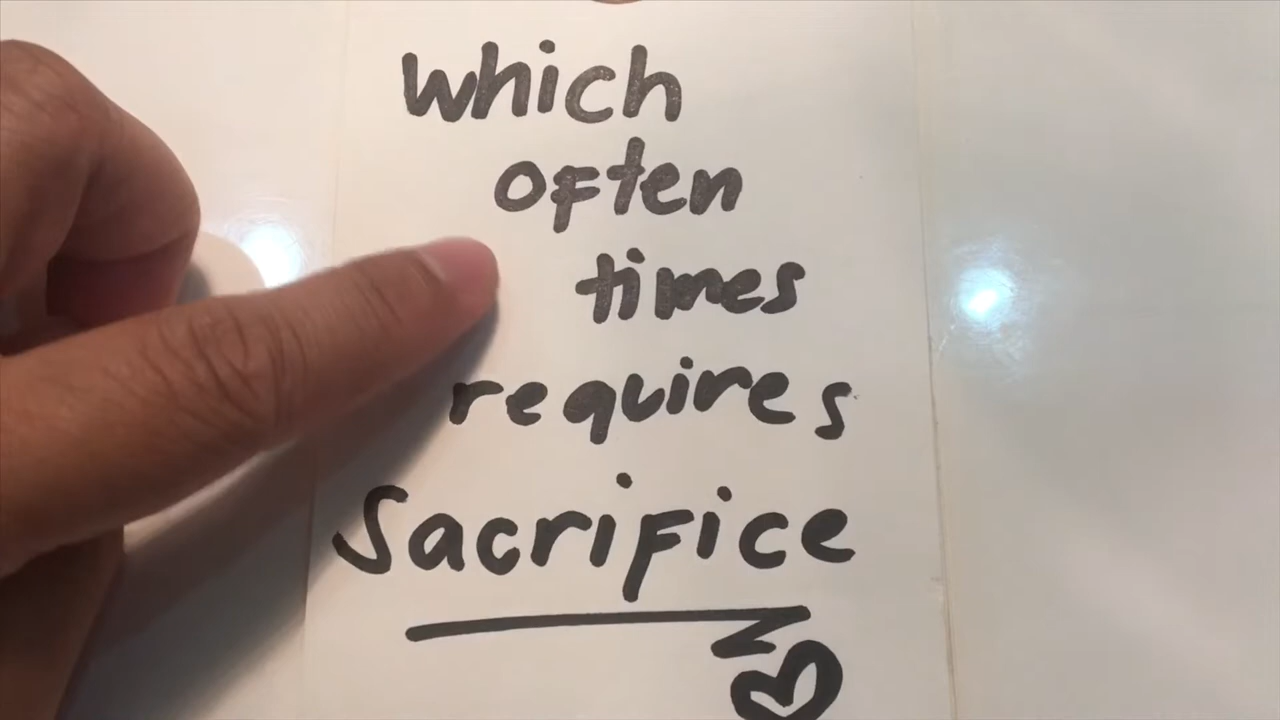 which
often
times
requires
Sacrifice